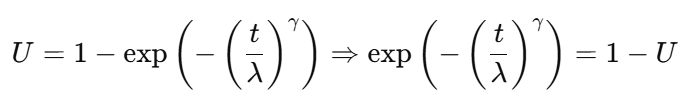 U = 1 − exp(−(t/λ)^γ) ⇒ exp(−(t/λ)^γ) = 1 − U